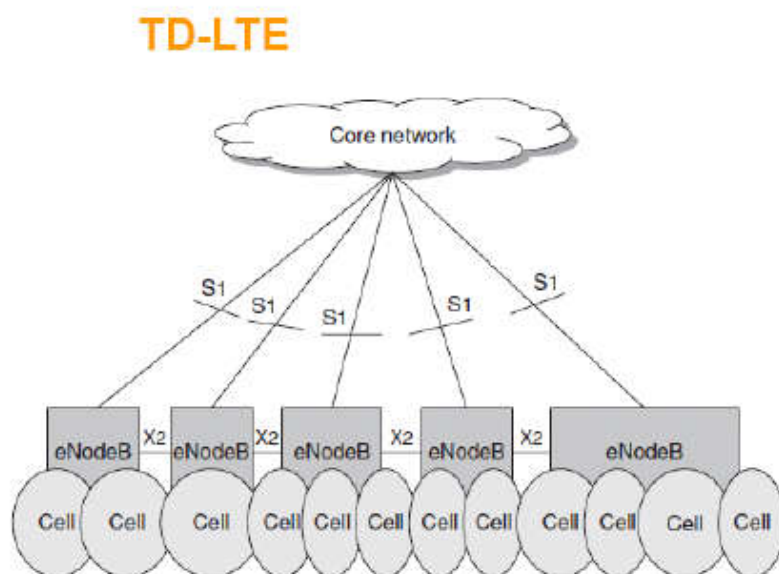 TD-LTE
Core network
S1
S1
S1
S1
S1
eNodeB X2 eNodeB X2 eNodeB X2 eNodeB X2 eNodeB
Cell Cell Cell Cell Cell Cell Cell Cell Cell Cell Cell Cell